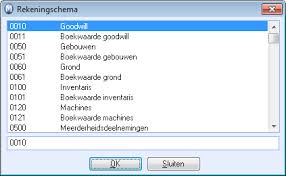 Rekeningschema
0010 Goodwill
0011 Boekwaarde goodwill
0050 Gebouwen
0051 Boekwaarde gebouwen
0060 Grond
0061 Boekwaarde grond
0100 Inventaris
0101 Boekwaarde inventaris
0120 Machines
0121 Boekwaarde machines
0500 Meerderheidsdeelnemingen
0010
OK Sluiten